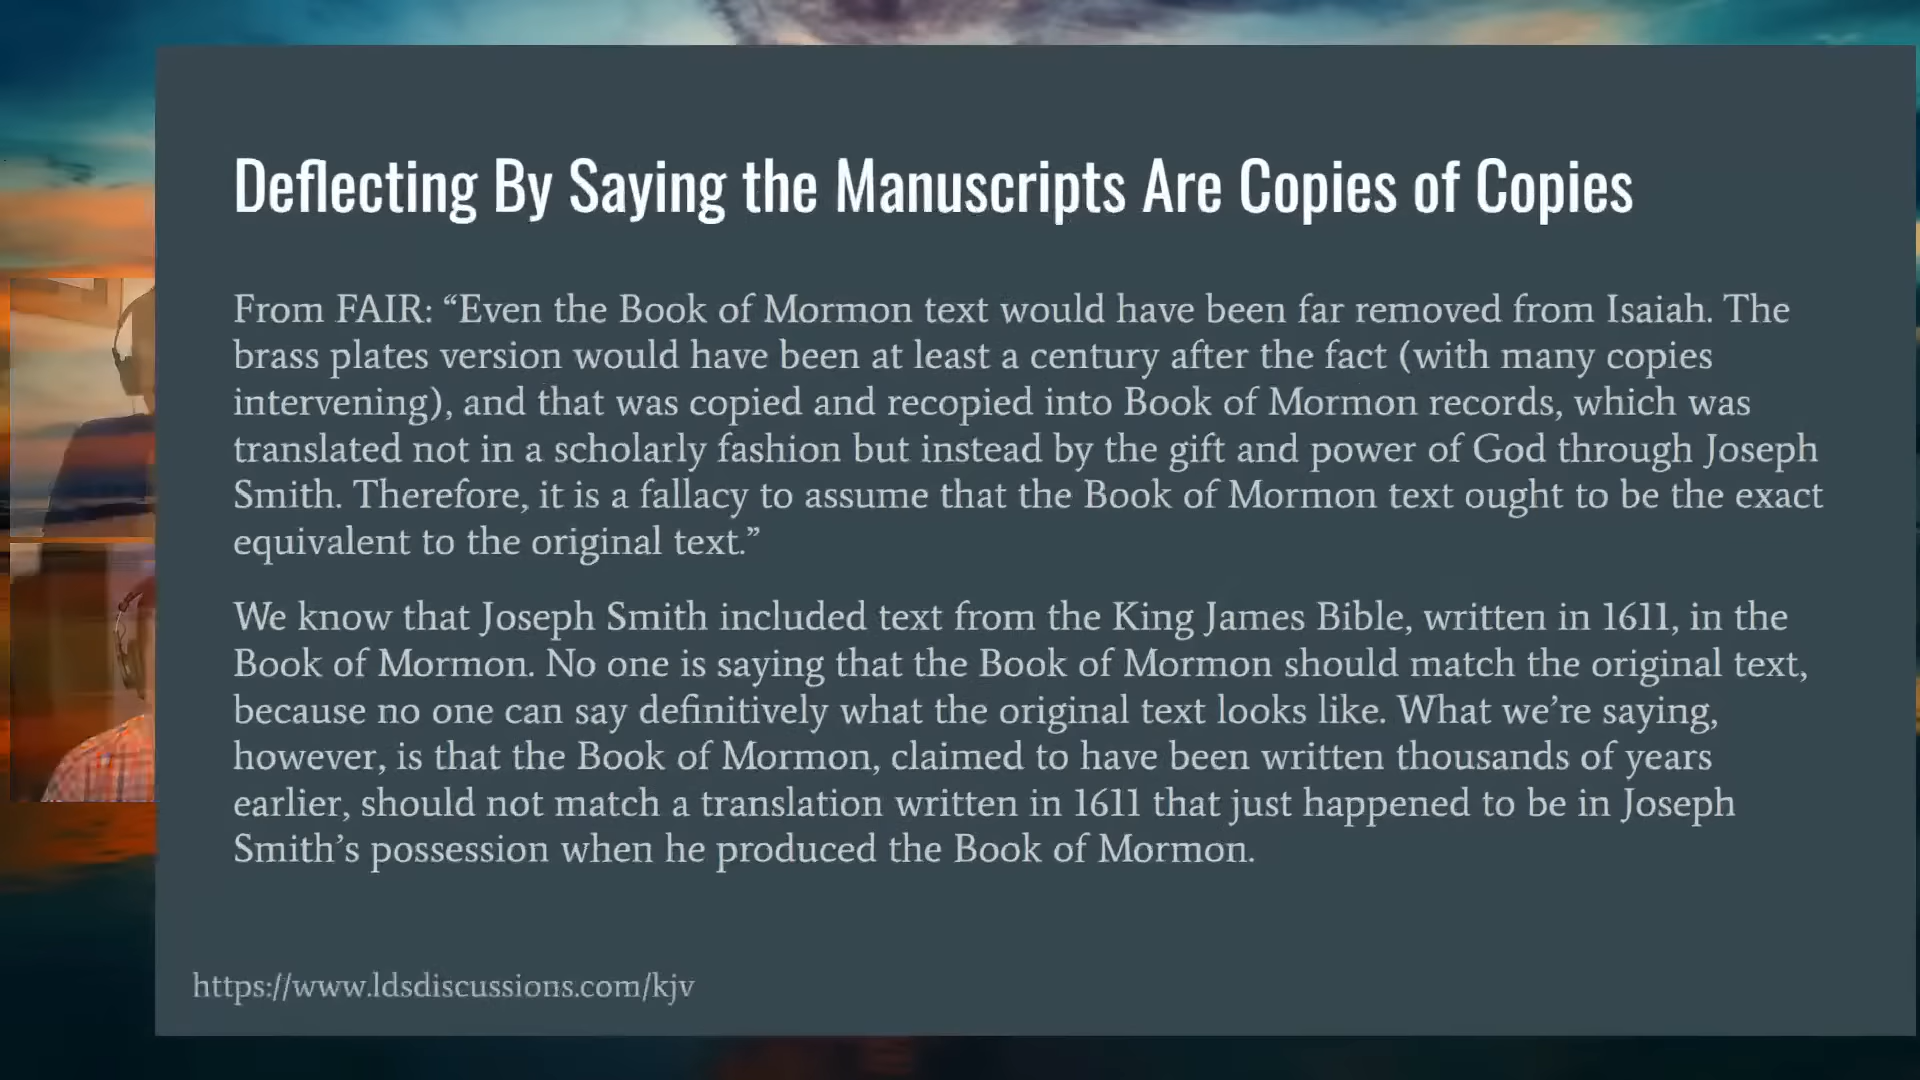 Deflecting By Saying the Manuscripts Are Copies of Copies
From FAIR: “Even the Book of Mormon text would have been far removed from Isaiah. The
brass plates version would have been at least a century after the fact (with many copies
intervening), and that was copied and recopied into Book of Mormon records, which was
translated not in a scholarly fashion but instead by the gift and power of God through Joseph
Smith. Therefore, it is a fallacy to assume that the Book of Mormon text ought to be the exact
equivalent to the original text.”
We know that Joseph Smith included text from the King James Bible, written in 1611, in the
Book of Mormon. No one is saying that the Book of Mormon should match the original text,
because no one can say definitively what the original text looks like. What we’re saying,
however, is that the Book of Mormon, claimed to have been written thousands of years
earlier, should not match a translation written in 1611 that just happened to be in Joseph
Smith’s possession when he produced the Book of Mormon.
https://www.ldsdiscussions.com/kjv